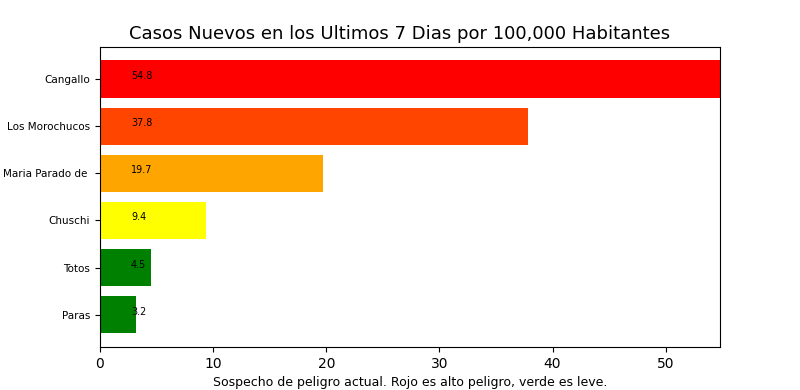 Casos Nuevos en los Ultimos 7 Dias por 100,000 Habitantes
Cangallo 54.8
Los Morochucos 37.8
Maria Parado de 19.7
Chuschi 9.4
Totos 4.5
Paras 3.2
0 10 20 30 40 50
Sospecho de peligro actual. Rojo es alto peligro, verde es leve.